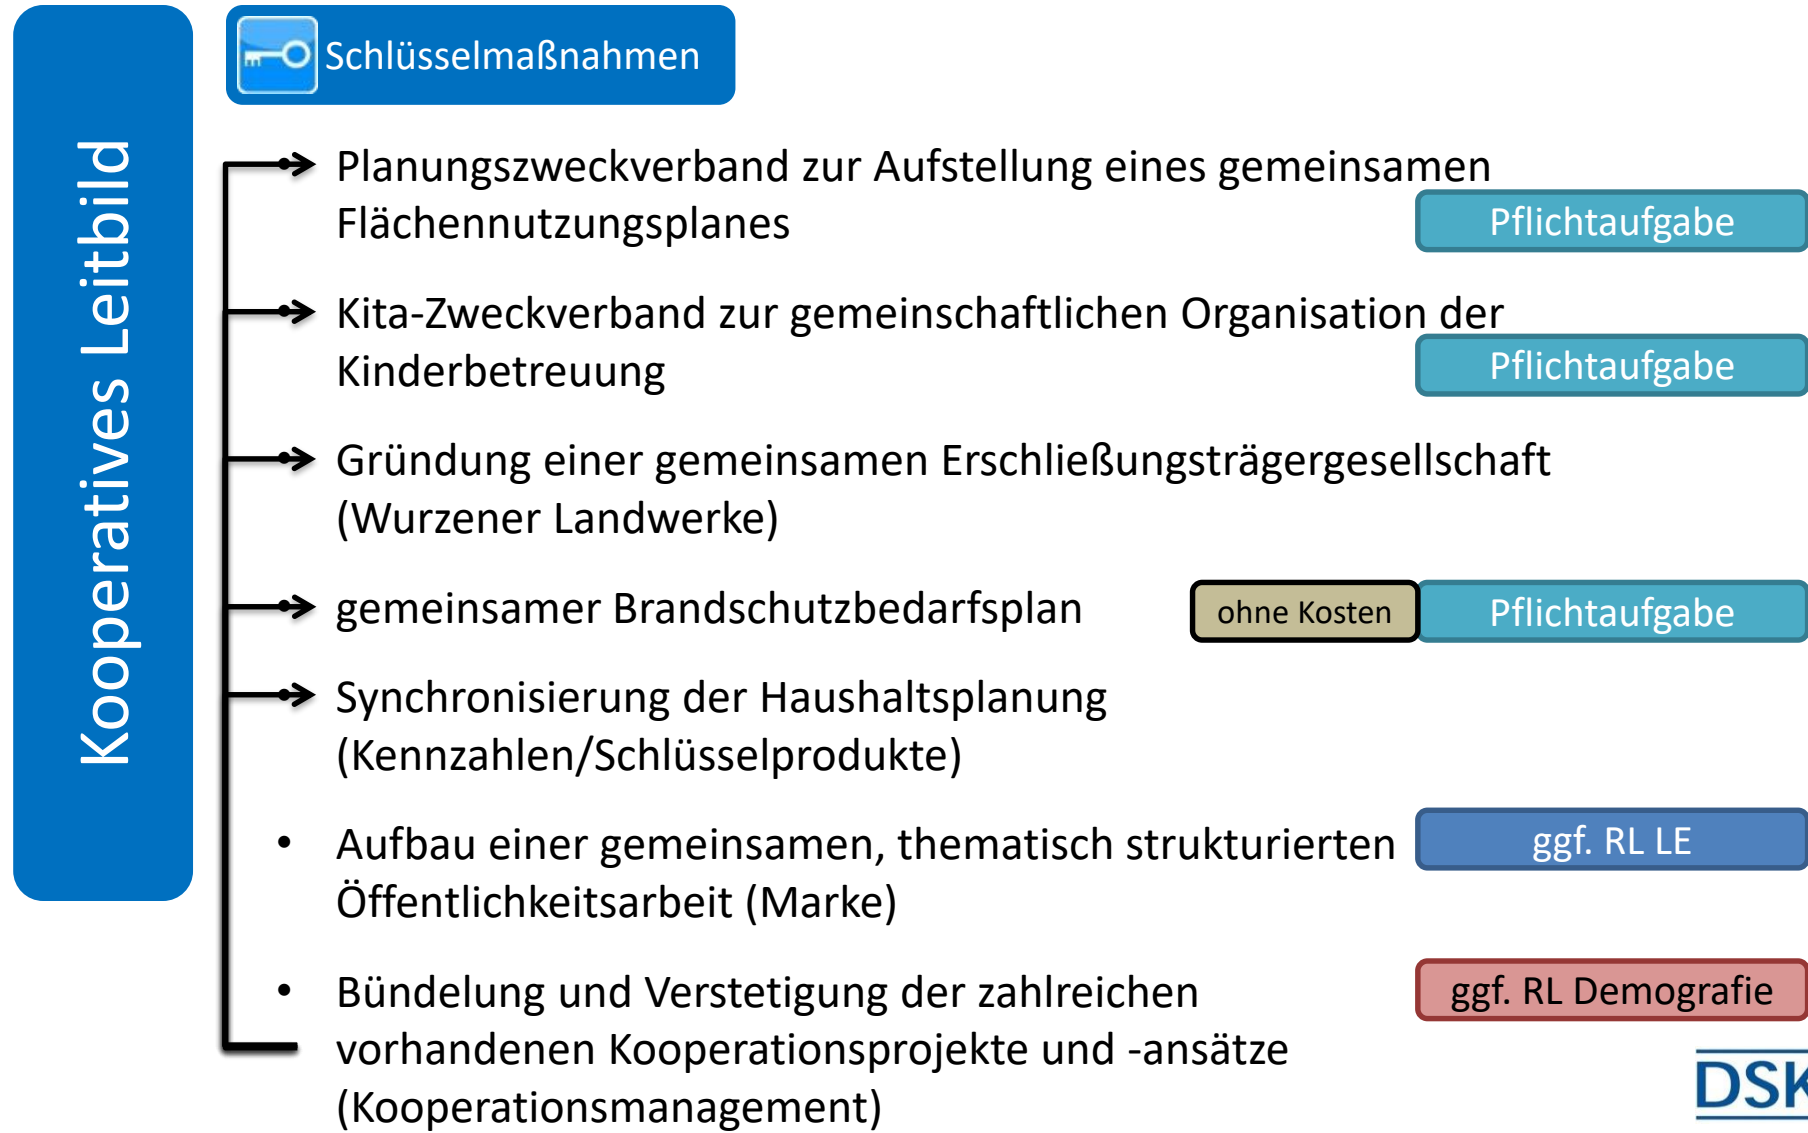 Kooperatives Leitbild
Schlüsselmaßnahmen
Planungszweckverband zur Aufstellung eines gemeinsamen
Flächennutzungsplanes
Pflichtaufgabe
Kita-Zweckverband zur gemeinschaftlichen Organisation der
Kinderbetreuung
Pflichtaufgabe
Gründung einer gemeinsamen Erschließungsträgergesellschaft
(Wurzener Landwerke)
gemeinsamer Brandschutzbedarfsplan
ohne Kosten
Pflichtaufgabe
Synchronisierung der Haushaltsplanung
(Kennzahlen/Schlüsselprodukte)
• Aufbau einer gemeinsamen, thematisch strukturierten
Öffentlichkeitsarbeit (Marke)
ggf. RL LE
• Bündelung und Verstetigung der zahlreichen
vorhandenen Kooperationsprojekte und -ansätze
(Kooperationsmanagement)
ggf. RL Demografie
DSK